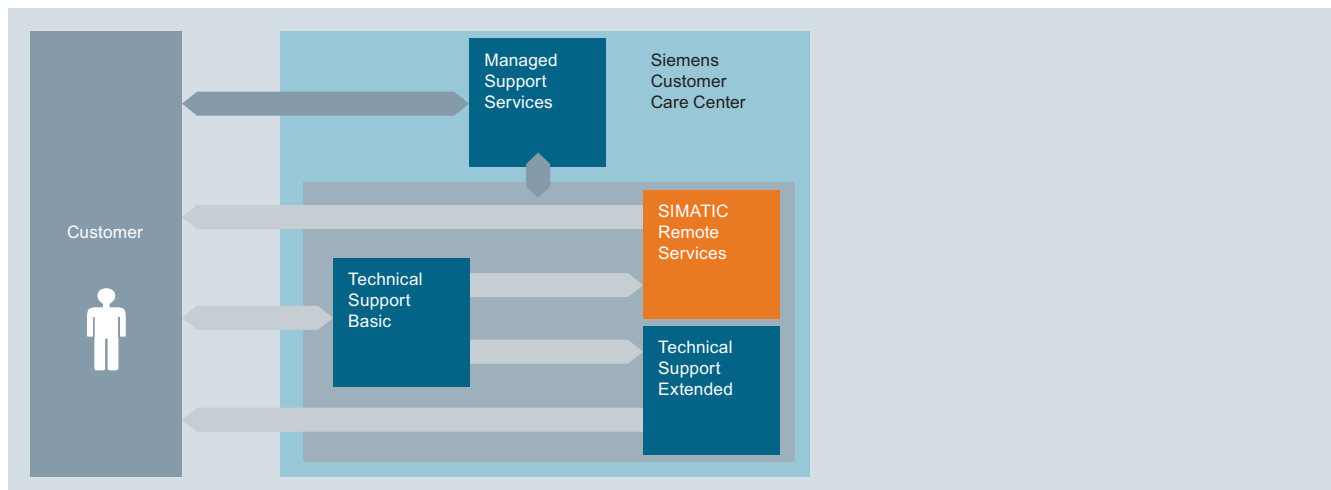 Managed
Support
Services
Siemens
Customer
Care Center
Customer
SIMATIC
Remote
Services
Technical
Support
Basic
Technical
Support
Extended